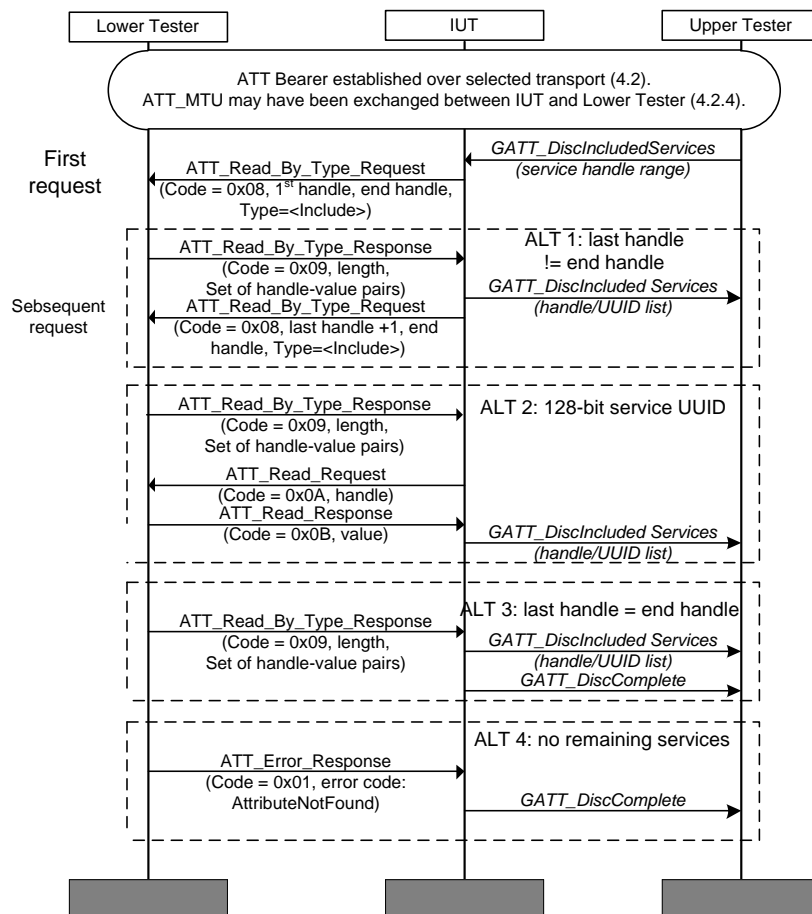 Lower Tester
IUT
Upper Tester
ATT Bearer established over selected transport (4.2).
ATT_MTU may have been exchanged between IUT and Lower Tester (4.2.4).
First
request
GATT_DiscIncludedServices
(service handle range)
ATT_Read_By_Type_Request
(Code = 0x08, 1st handle, end handle,
Type=<Include>)
ALT 1: last handle
!= end handle
ATT_Read_By_Type_Response
(Code = 0x09, length,
Set of handle-value pairs)
GATT_DiscIncluded Services
(handle/UUID list)
Sebsequent
request
ATT_Read_By_Type_Request
(Code = 0x08, last handle +1, end
handle, Type=<Include>)
ALT 2: 128-bit service UUID
ATT_Read_By_Type_Response
(Code = 0x09, length,
Set of handle-value pairs)
ATT_Read_Request
(Code = 0x0A, handle)
ATT_Read_Response
(Code = 0x0B, value)
GATT_DiscIncluded Services
(handle/UUID list)
ALT 3: last handle = end handle
ATT_Read_By_Type_Response
(Code = 0x09, length,
Set of handle-value pairs)
GATT_DiscIncluded Services
(handle/UUID list)
GATT_DiscComplete
ALT 4: no remaining services
ATT_Error_Response
(Code = 0x01, error code:
AttributeNotFound)
GATT_DiscComplete